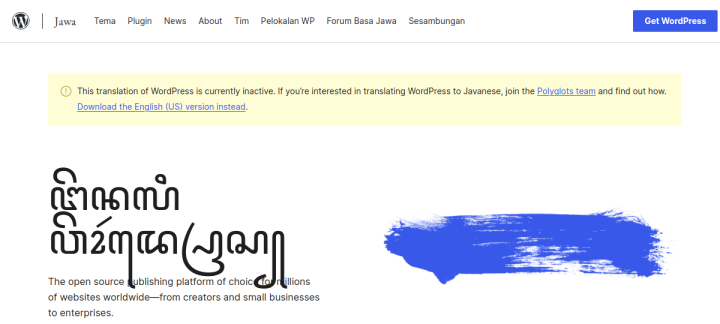 Jawa Tema Plugin News About Tim Pelokalan WP Forum Basa Jawa Sesambungan Get WordPress
This translation of WordPress is currently inactive. If you're interested in translating WordPress to Javanese, join the Polyglots team and find out how.
Download the English (US) version instead.
The open source publishing platform of choice for millions
of websites worldwide—from creators and small businesses
to enterprises.